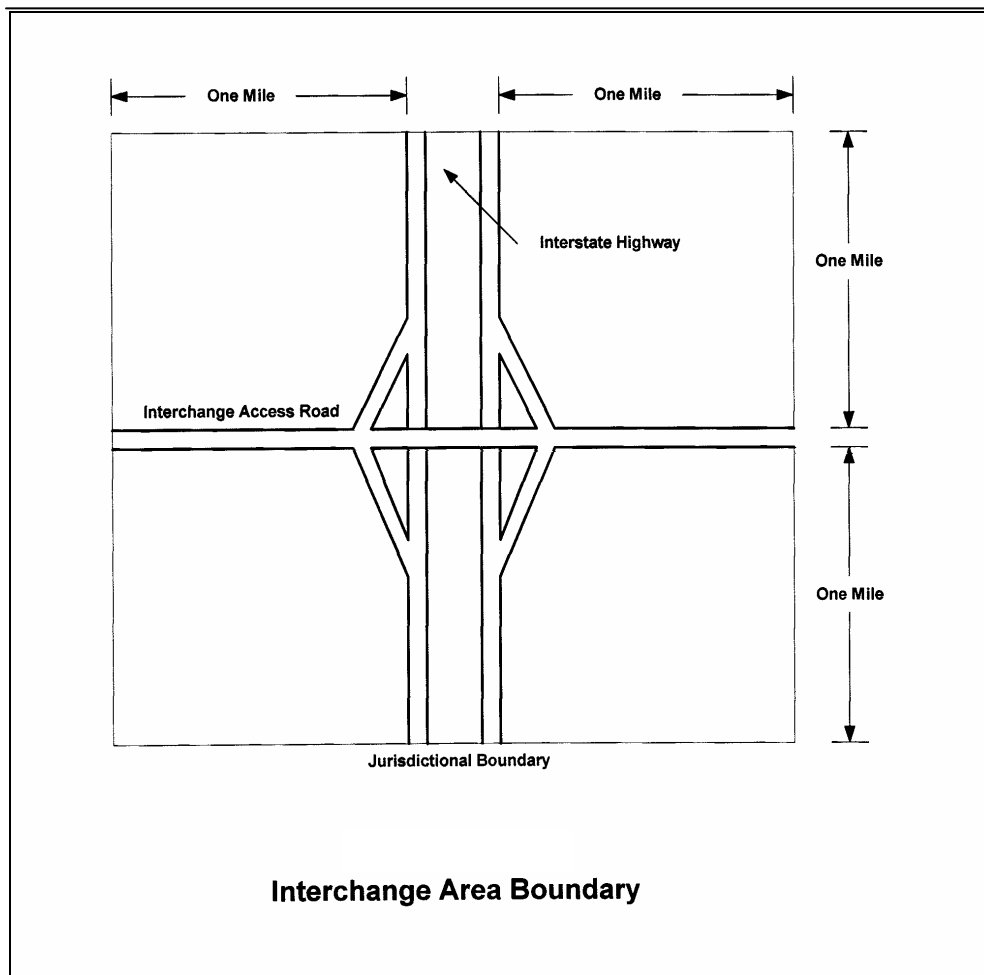 One Mile
One Mile
Interstate Highway
One Mile
Interchange Access Road
One Mile
Jurisdictional Boundary
Interchange Area Boundary